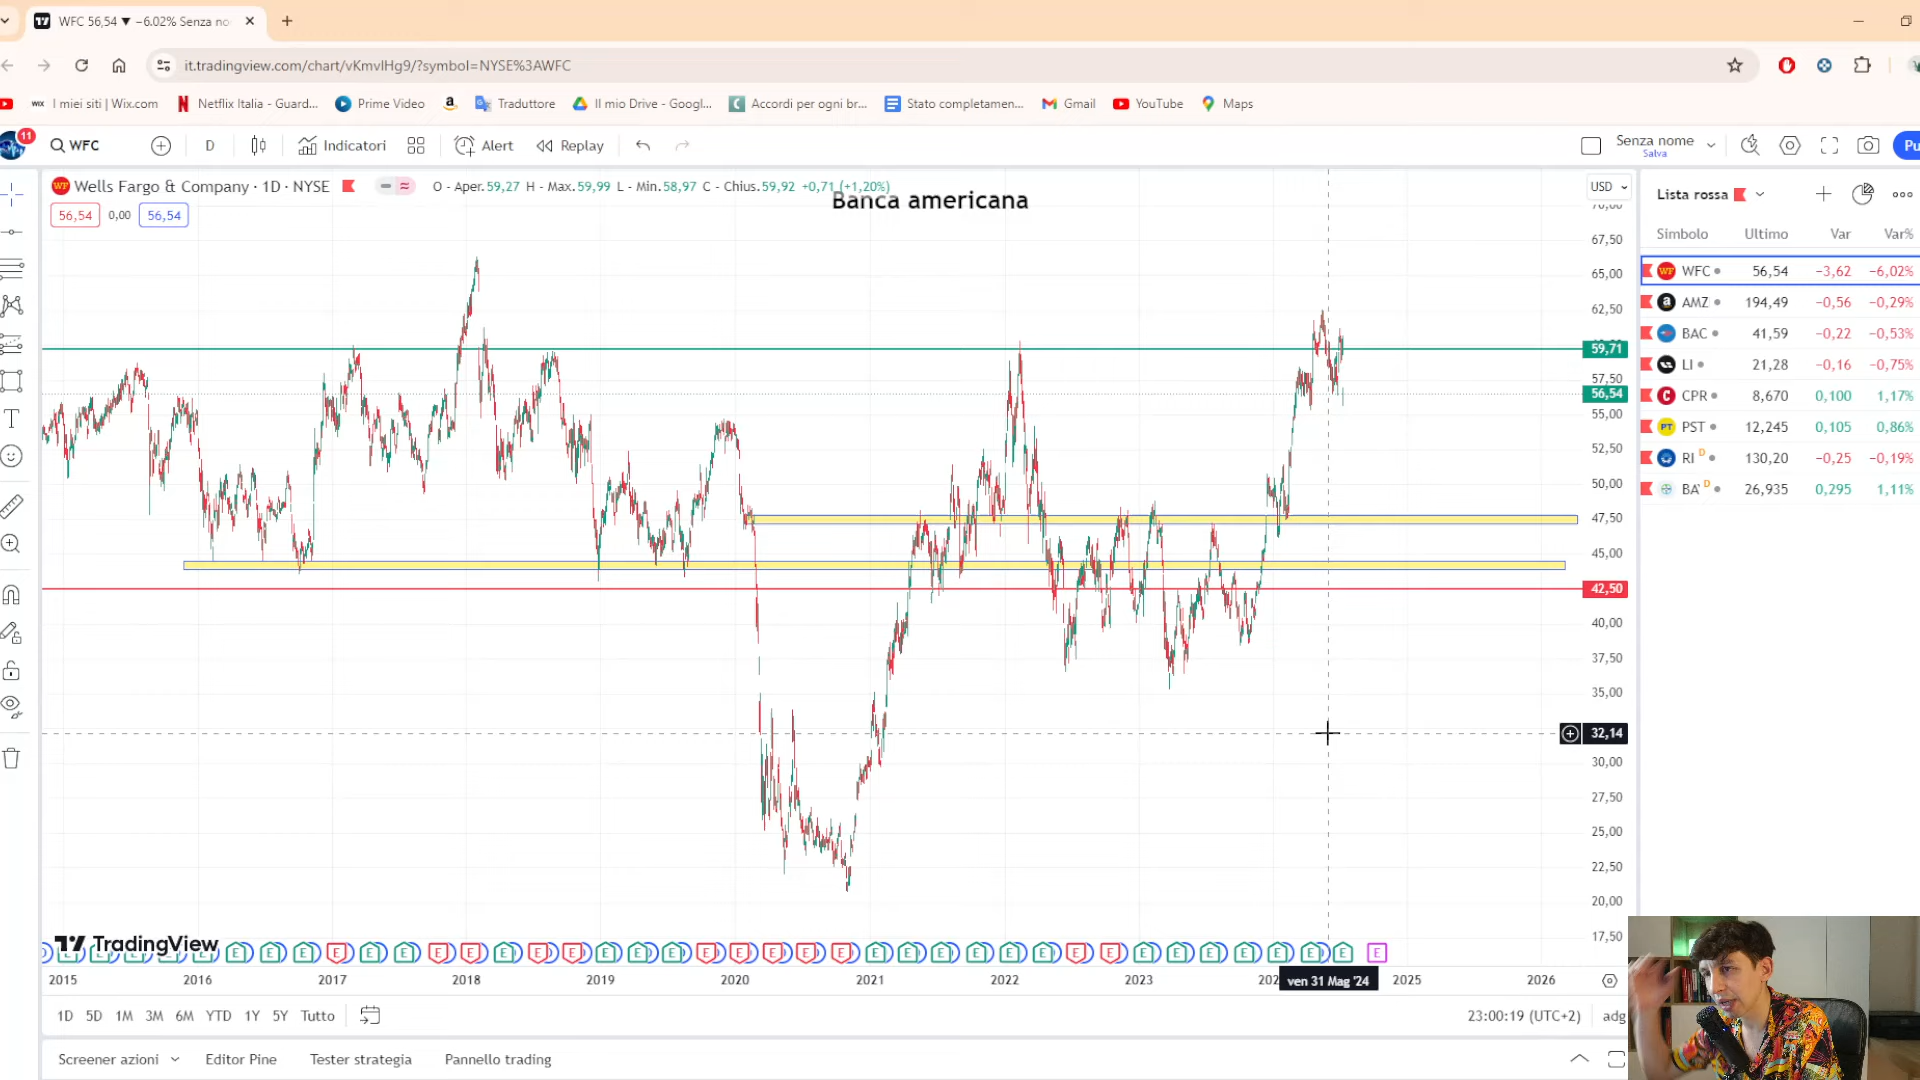 WFC 56,54 ▼ −6.02% Senza no
it.tradingview.com/chart/vKmvIHg9/?symbol=NYSE%3AWFC
WIX I miei siti | Wix.com
Netflix Italia - Guard...
Prime Video
Traduttore
Il mio Drive - Googl...
Accordi per ogni br...
Stato completamen...
Gmail
YouTube
Maps
11
WFC
D
Indicatori
Alert
Replay
Senza nome
Salva
Pu
Wells Fargo & Company · 1D · NYSE
O - Aper.59,27 H - Max.59,99 L - Min.58,97 C - Chius.59,92 +0,71 (+1,20%)
Banca americana
56,54 0,00 56,54
USD
70,00
67,50
65,00
62,50
59,71
57,50
56,54
55,00
52,50
50,00
47,50
45,00
42,50
40,00
37,50
35,00
32,14
30,00
27,50
25,00
22,50
20,00
17,50
Lista rossa
Simbolo Ultimo Var Var%
WFC 56,54 −3,62 −6,02%
AMZ 194,49 −0,56 −0,29%
BAC 41,59 −0,22 −0,53%
LI 21,28 −0,16 −0,75%
CPR 8,670 0,100 1,17%
PST 12,245 0,105 0,86%
RI D 130,20 −0,25 −0,19%
BA D 26,935 0,295 1,11%
TradingView
2015 2016 2017 2018 2019 2020 2021 2022 2023 202 ven 31 Mag '24 2025 2026
1D 5D 1M 3M 6M YTD 1Y 5Y Tutto
23:00:19 (UTC+2) adg
Screener azioni Editor Pine Tester strategia Pannello trading